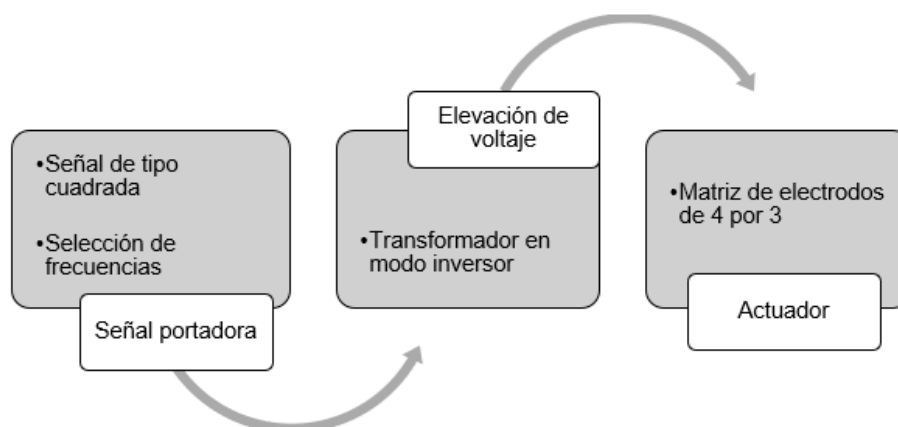 •Señal de tipo
cuadrada
•Selección de
frecuencias
Señal portadora
Elevación de
voltaje
•Transformador en
modo inversor
•Matriz de electrodos
de 4 por 3
Actuador